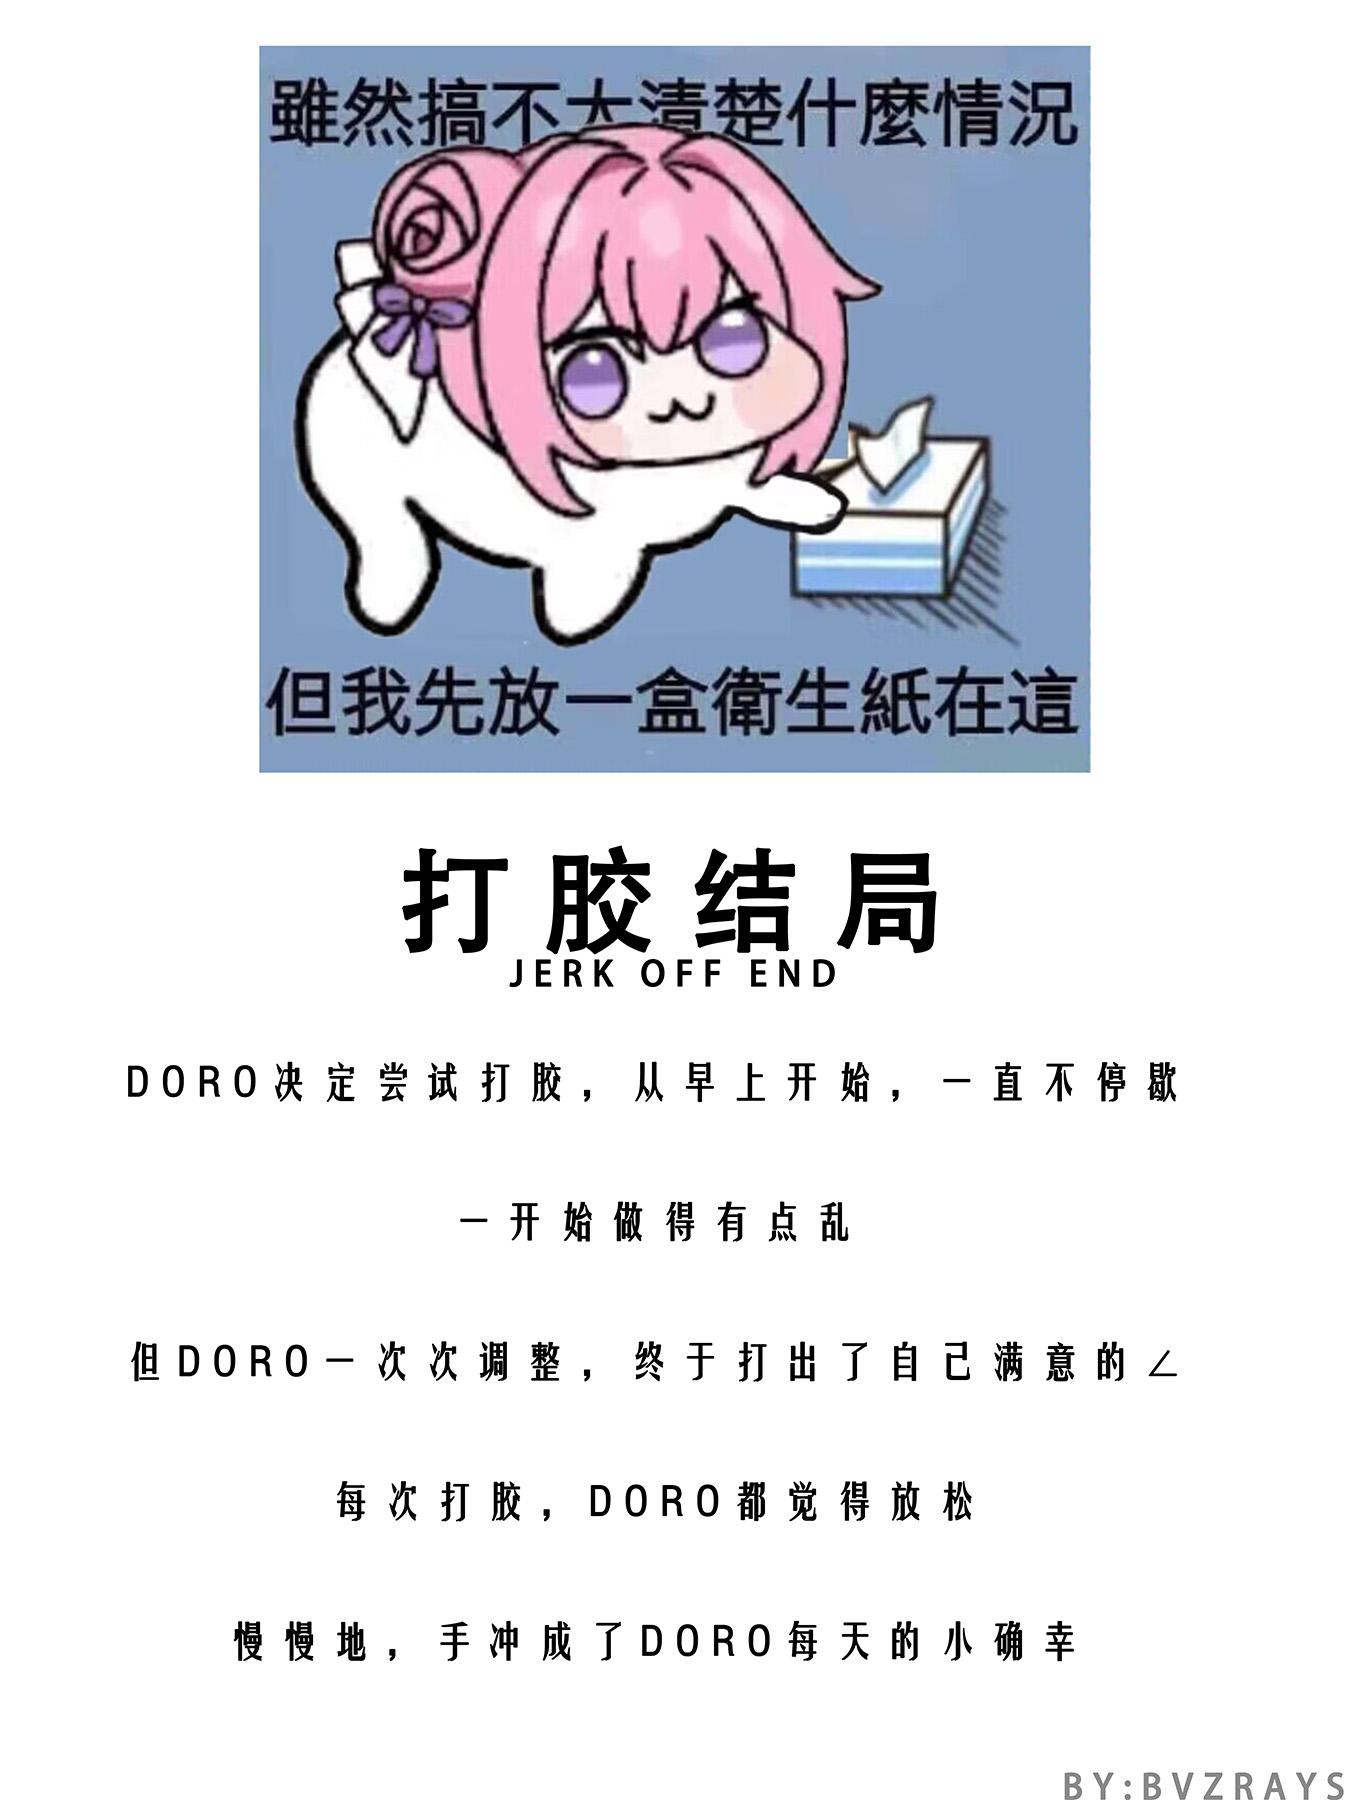 雖然搞不太清楚什麼情況
但我先放一盒衛生紙在這
打胶结局
JERK OFF END
DORO决定尝试打胶，从早上开始，一直不停歇
一开始做得有点乱
但DORO一次次调整，终于打出了自己满意的∠
每次打胶，DORO都觉得放松
慢慢地，手冲成了DORO每天的小确幸
BY:BVZRAYS